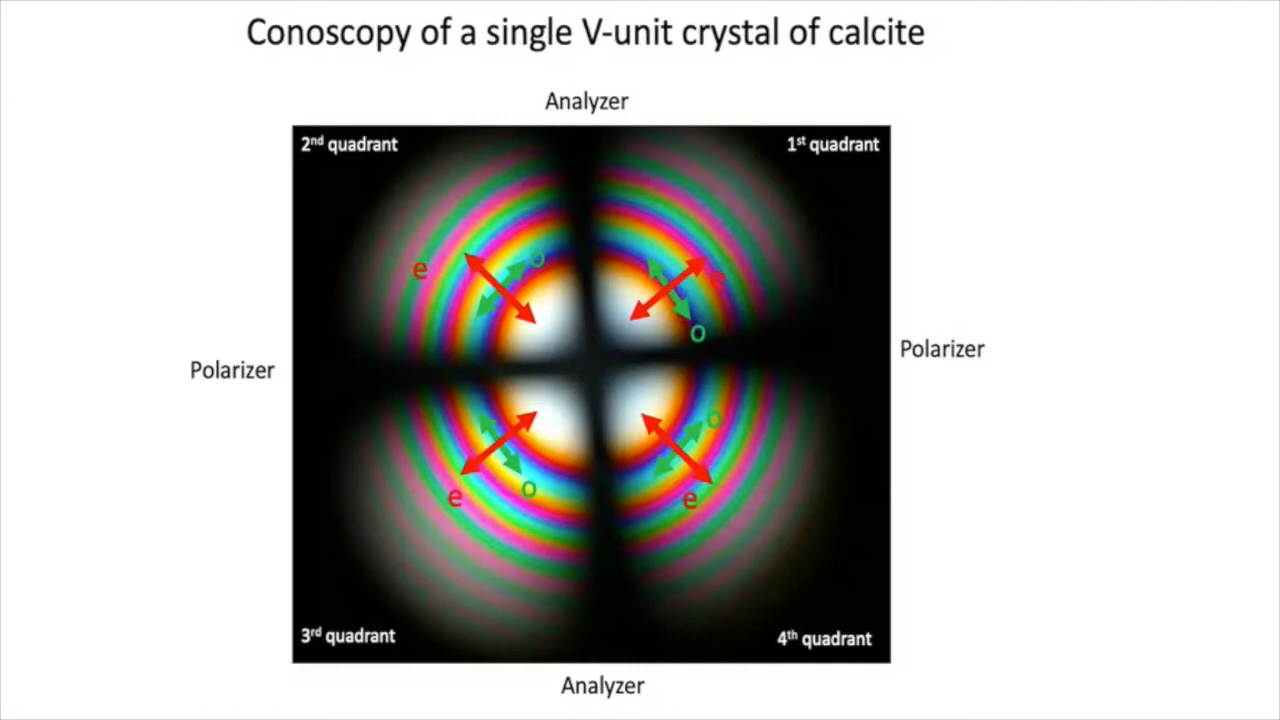 Conoscopy of a single V-unit crystal of calcite
Analyzer
2nd quadrant
1st quadrant
e
o
e
o
Polarizer
Polarizer
o
e
o
e
3rd quadrant
4th quadrant
Analyzer